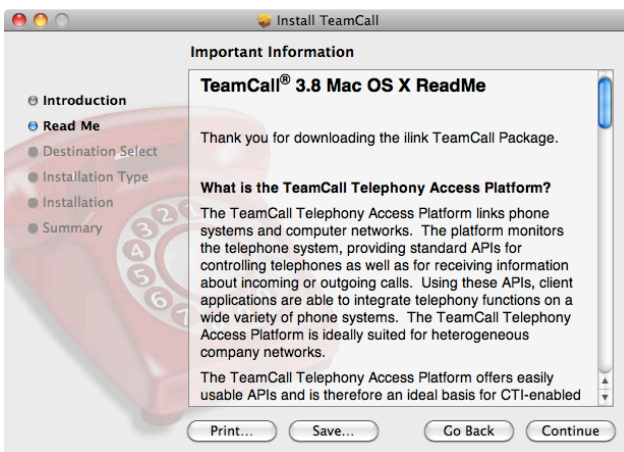 Install TeamCall
Important Information
Introduction
Read Me
Destination Select
Installation Type
Installation
Summary
TeamCall® 3.8 Mac OS X ReadMe
Thank you for downloading the ilink TeamCall Package.
What is the TeamCall Telephony Access Platform?
The TeamCall Telephony Access Platform links phone
systems and computer networks. The platform monitors
the telephone system, providing standard APIs for
controlling telephones as well as for receiving information
about incoming or outgoing calls. Using these APIs, client
applications are able to integrate telephony functions on a
wide variety of phone systems. The TeamCall Telephony
Access Platform is ideally suited for heterogeneous
company networks.
The TeamCall Telephony Access Platform offers easily
usable APIs and is therefore an ideal basis for CTI-enabled
Print...
Save...
Go Back
Continue